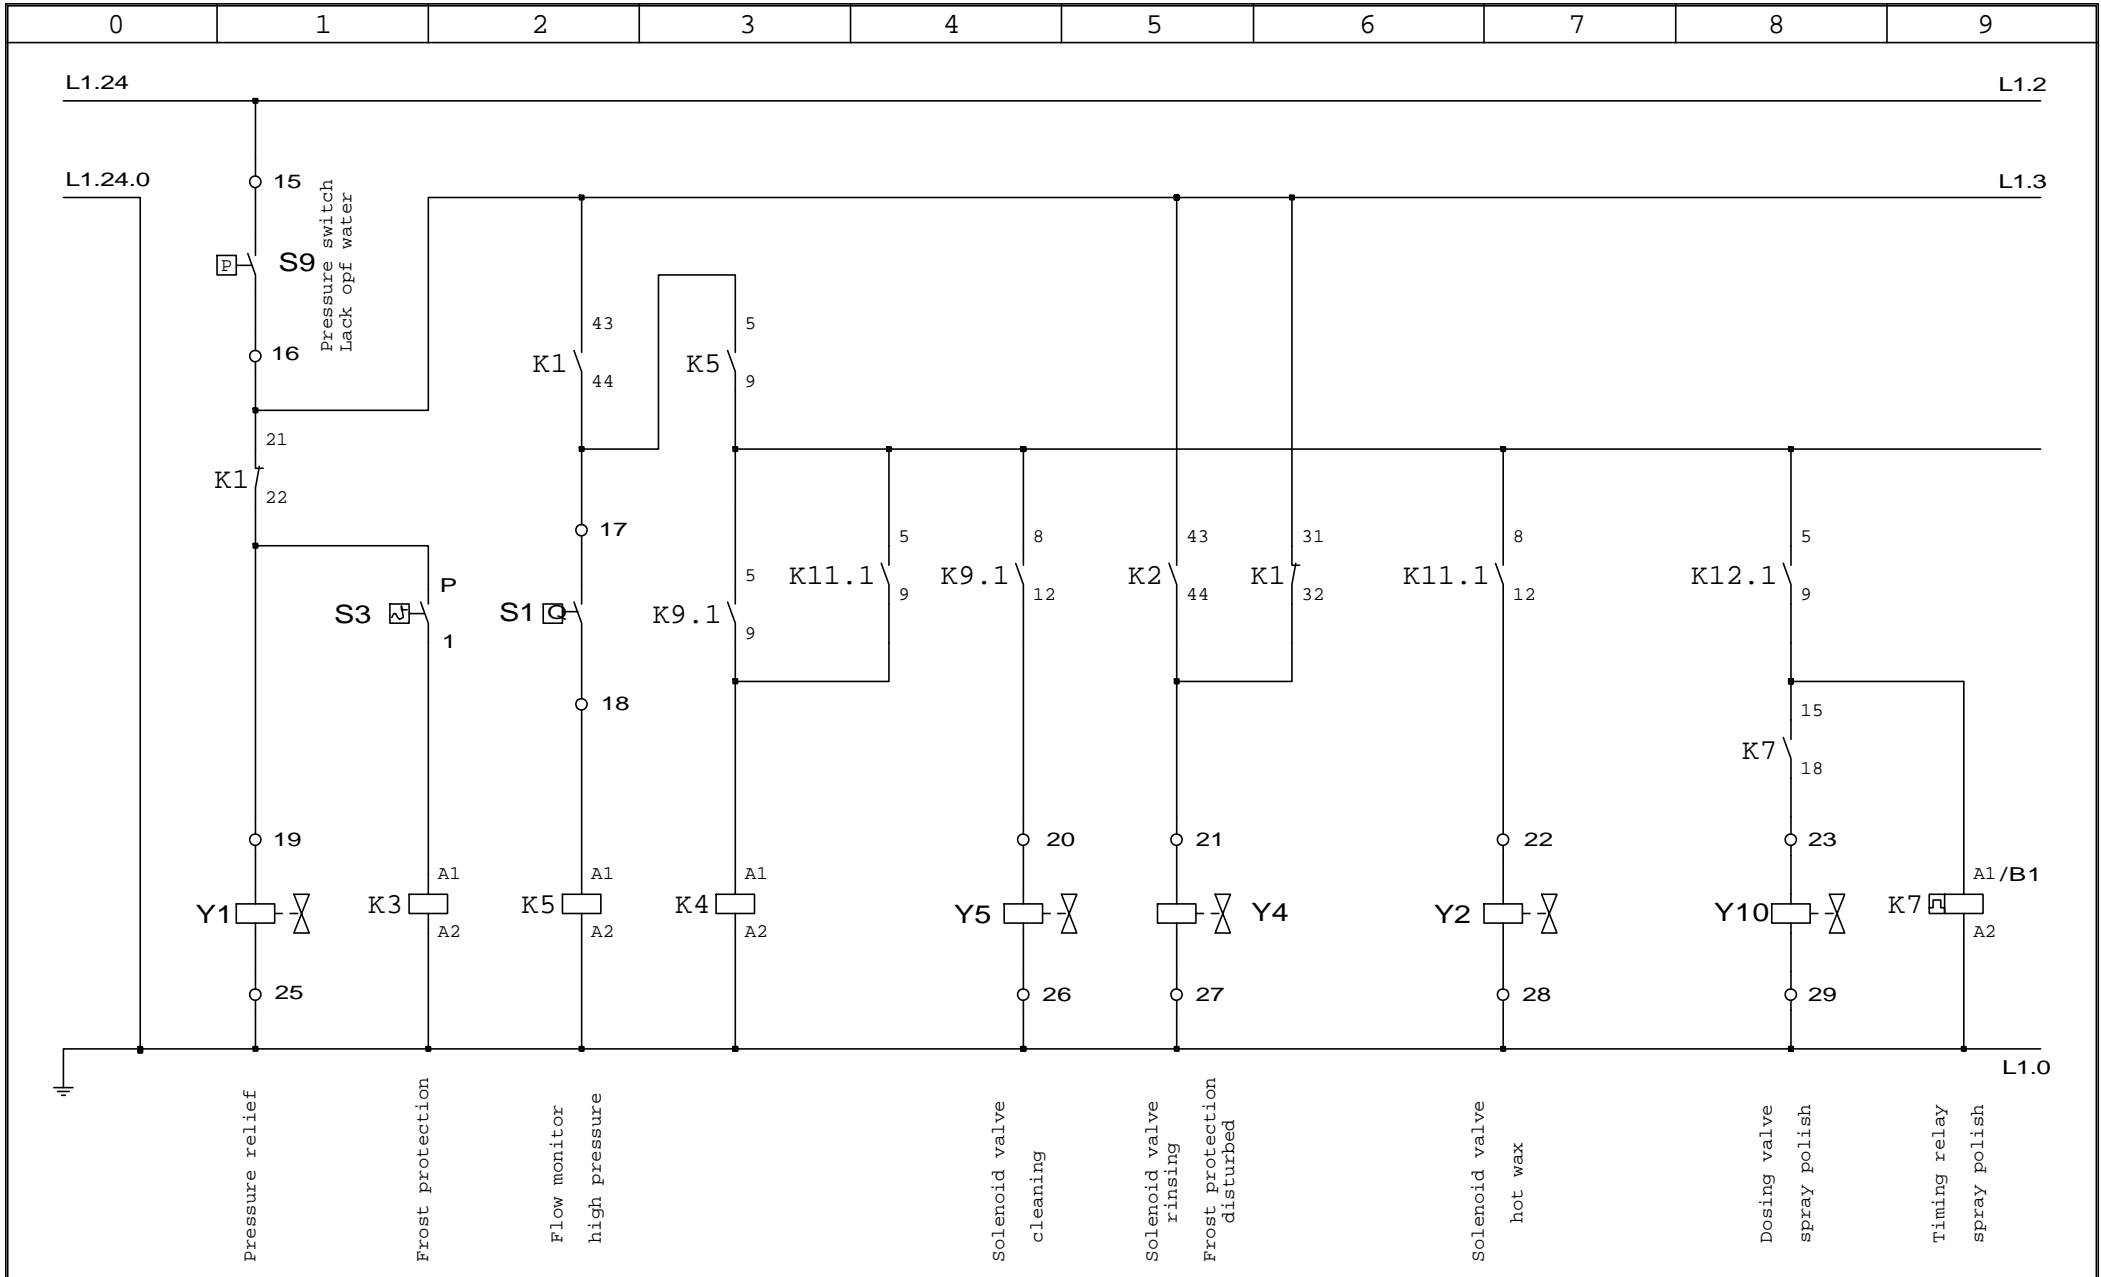 0 1 2 3 4 5 6 7 8 9
L1.24 L1.2
L1.24.0 L1.3
15
Pressure switch
Lack opf water
P S9
16
43 5
K1 K5
44 9
21
K1
22
17
5 8 43 31 8 5
K11.1 K9.1 K2 K1 K11.1 K12.1
9 12 44 32 12 9
P
S3
1
S1 Q
5
K9.1
9
18
15
K7
18
19 20 21 22 23
A1 A1 A1 A1/B1
Y1 K3 K5 K4 Y5 Y4 Y2 Y10 K7
A2 A2 A2 A2
25 26 27 28 29
L1.0
Pressure relief
Frost protection
Flow monitor
high pressure
Solenoid valve
cleaning
Solenoid valve
rinsing
Frost protection
disturbed
Solenoid valve
hot wax
Dosing valve
spray polish
Timing relay
spray polish